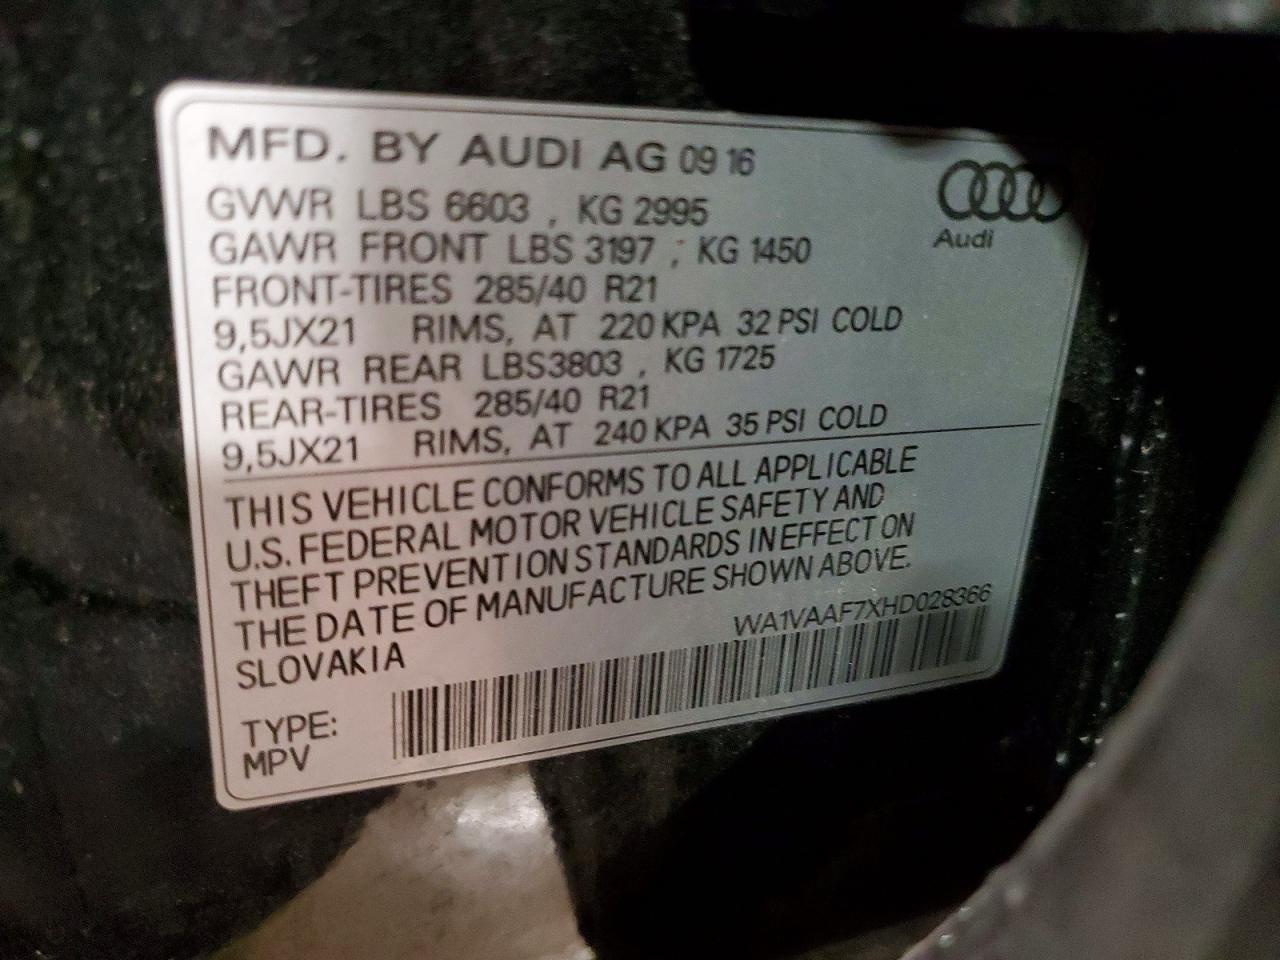 MFD. BY AUDI AG 09 16
GVWR LBS 6603 , KG 2995
GAWR FRONT LBS 3197 , KG 1450
FRONT-TIRES 285/40 R21
9,5JX21 RIMS, AT 220 KPA 32 PSI COLD
GAWR REAR LBS3803 , KG 1725
REAR-TIRES 285/40 R21
9,5JX21 RIMS, AT 240 KPA 35 PSI COLD
Audi
THIS VEHICLE CONFORMS TO ALL APPLICABLE
U.S. FEDERAL MOTOR VEHICLE SAFETY AND
THEFT PREVENTION STANDARDS IN EFFECT ON
THE DATE OF MANUFACTURE SHOWN ABOVE.
SLOVAKIA
WA1VAAF7XHD028366
TYPE:
MPV